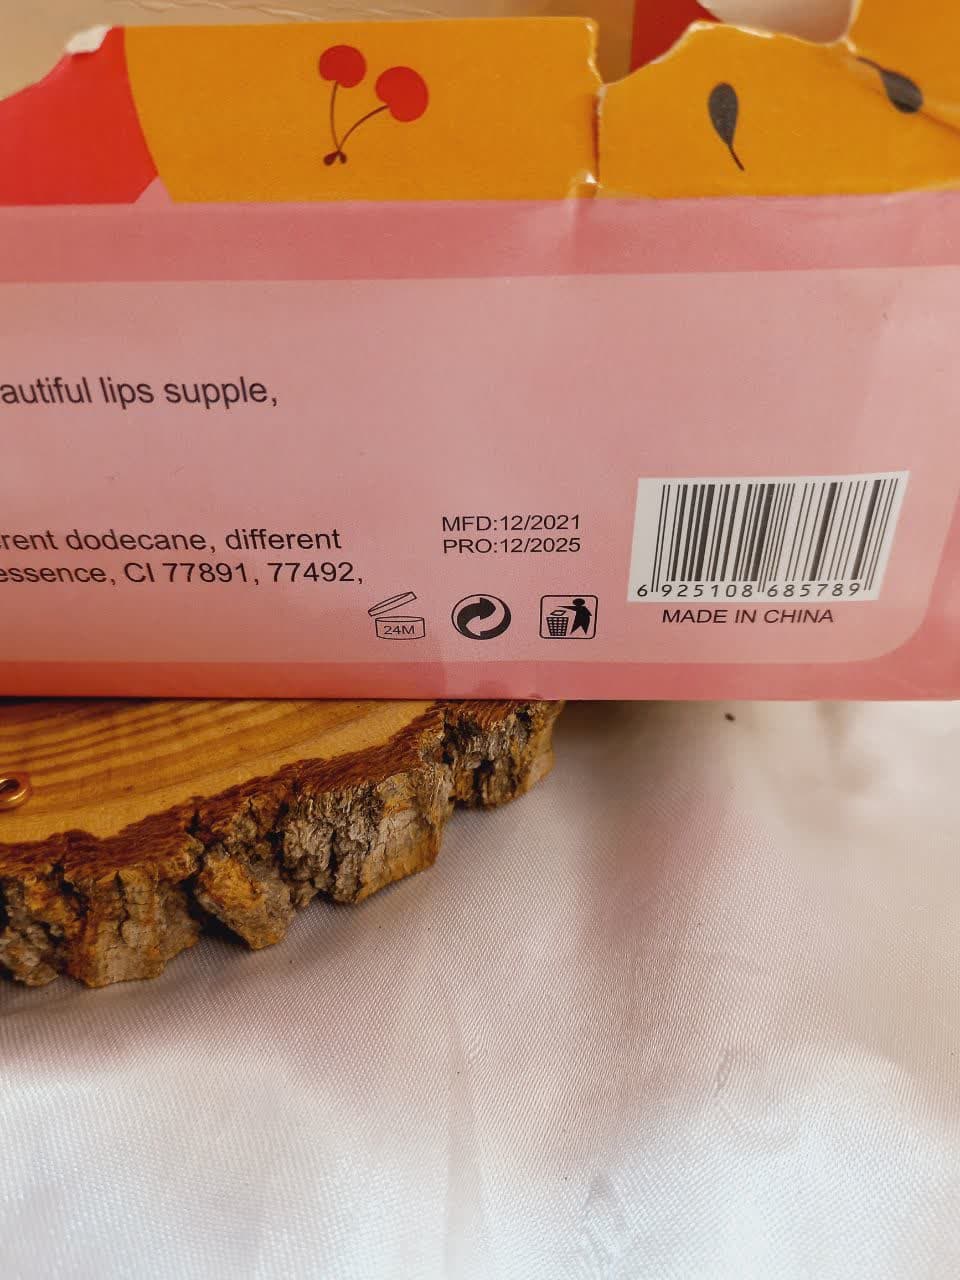 autiful lips supple,
MFD:12/2021
PRO:12/2025
rent dodecane, different
essence, CI 77891, 77492,
24M
6 925108 685789
MADE IN CHINA